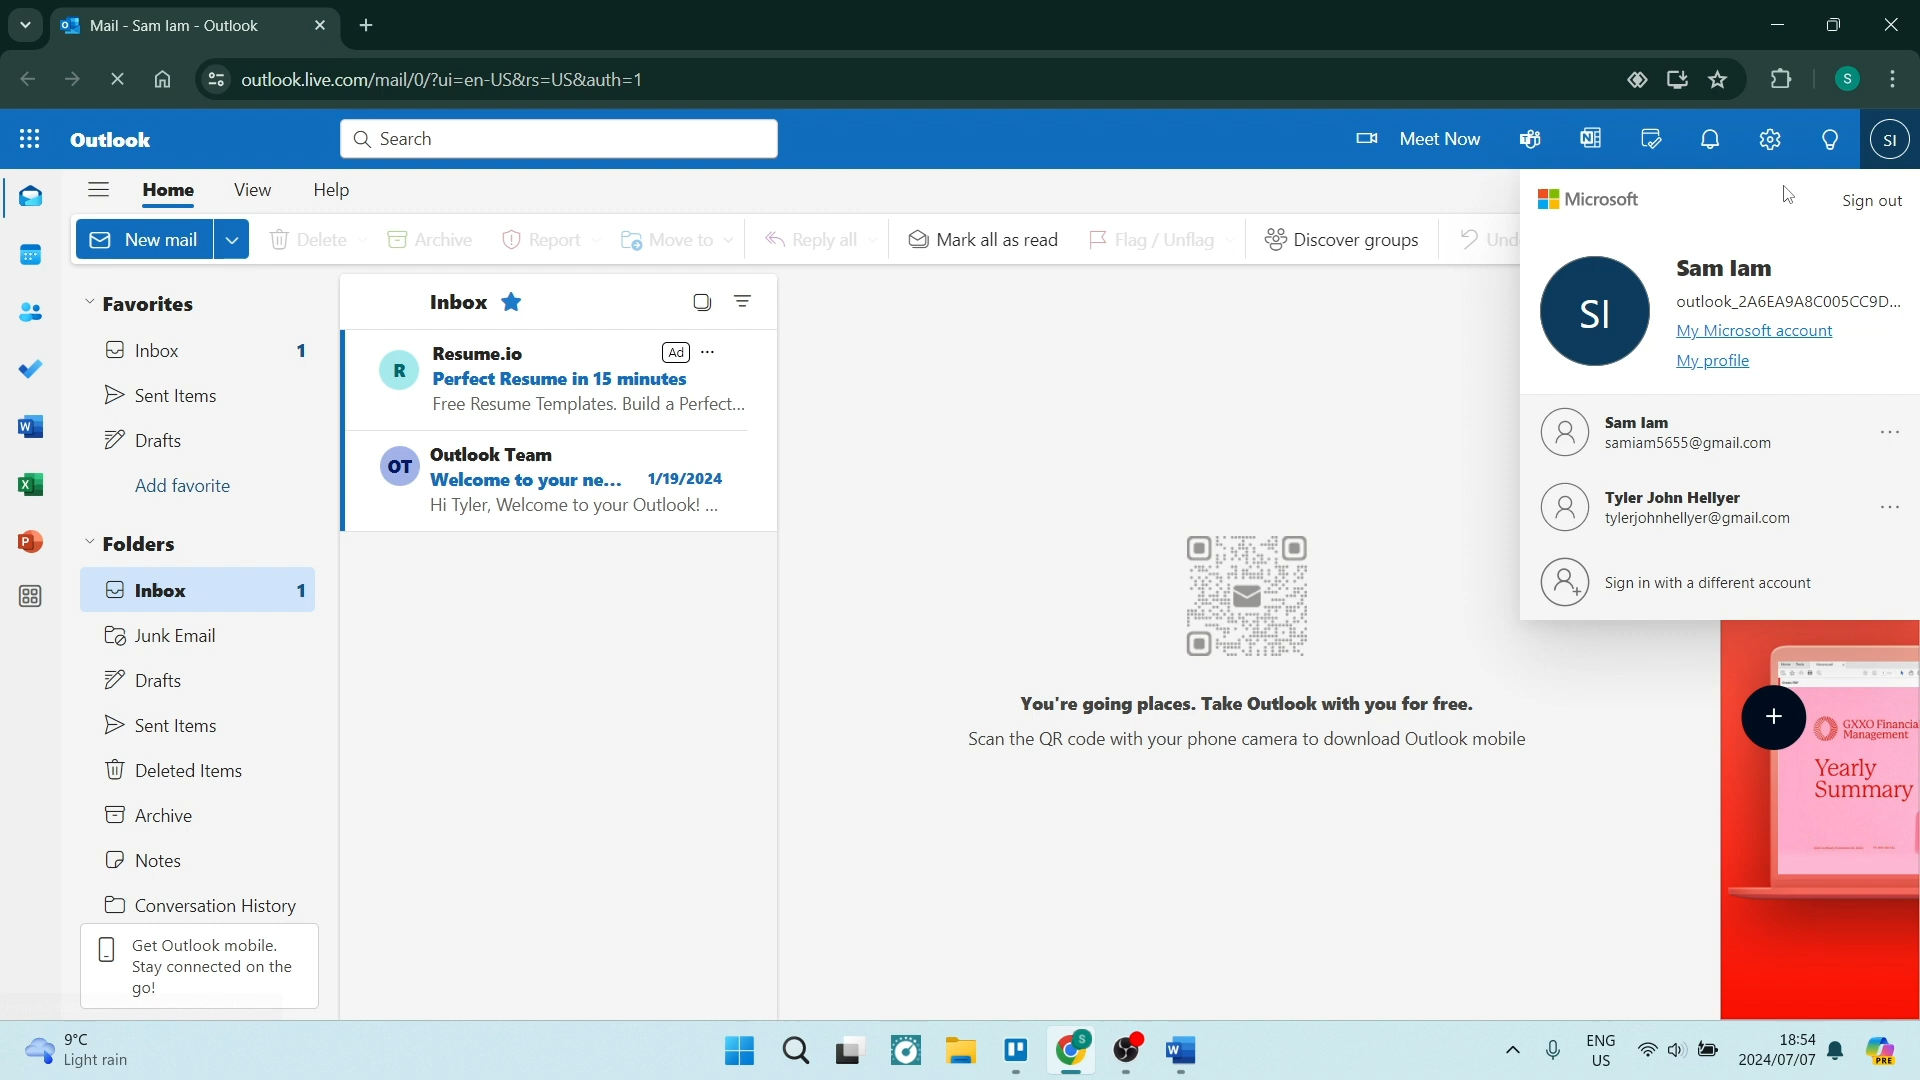 Mail - Sam Iam - Outlook
outlook.live.com/mail/0/?ui=en-US&rs=US&auth=1
S
Outlook
Search
Meet Now
SI
Home View Help
New mail
Delete
Archive
Report
Move to
Reply all
Mark all as read
Flag / Unflag
Discover groups
Microsoft
Sign out
SI
Sam Iam
outlook_2A6EA9A8C005CC9D...
My Microsoft account
My profile
Sam Iam
samiam5655@gmail.com
Tyler John Hellyer
tylerjohnhellyer@gmail.com
Sign in with a different account
Favorites
Inbox 1
Sent Items
Drafts
Add favorite
Folders
Inbox 1
Junk Email
Drafts
Sent Items
Deleted Items
Archive
Notes
Conversation History
Get Outlook mobile.
Stay connected on the
go!
Inbox
R
Resume.io Ad
Perfect Resume in 15 minutes
Free Resume Templates. Build a Perfect...
OT
Outlook Team
Welcome to your ne... 1/19/2024
Hi Tyler, Welcome to your Outlook! ...
You're going places. Take Outlook with you for free.
Scan the QR code with your phone camera to download Outlook mobile
GXXO Financial
Management
Yearly
Summary
9°C
Light rain
ENG
US
18:54
2024/07/07
PRE